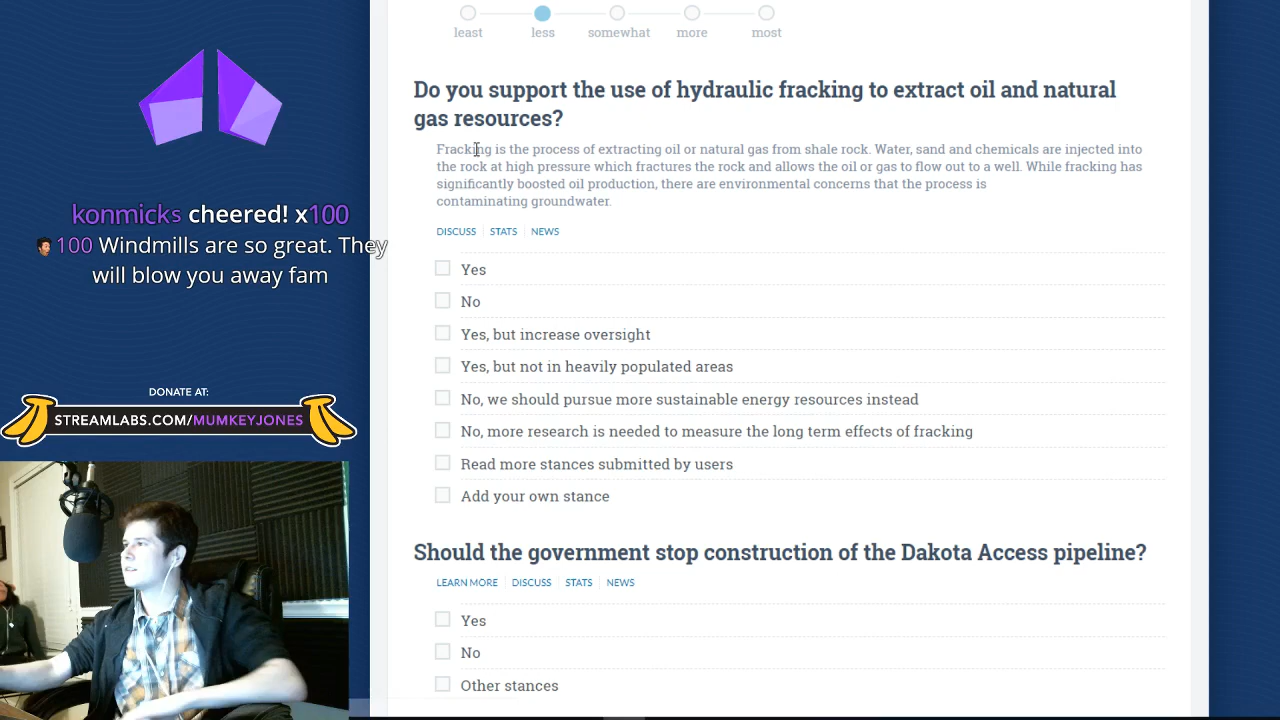 least less somewhat more most
Do you support the use of hydraulic fracking to extract oil and natural
gas resources?
Fracking is the process of extracting oil or natural gas from shale rock. Water, sand and chemicals are injected into
the rock at high pressure which fractures the rock and allows the oil or gas to flow out to a well. While fracking has
significantly boosted oil production, there are environmental concerns that the process is
contaminating groundwater.
DISCUSS STATS NEWS
Yes
No
Yes, but increase oversight
Yes, but not in heavily populated areas
No, we should pursue more sustainable energy resources instead
No, more research is needed to measure the long term effects of fracking
Read more stances submitted by users
Add your own stance
Should the government stop construction of the Dakota Access pipeline?
LEARN MORE DISCUSS STATS NEWS
Yes
No
Other stances
konmicks cheered! x100
100 Windmills are so great. They
will blow you away fam
DONATE AT:
STREAMLABS.COM/MUMKEYJONES